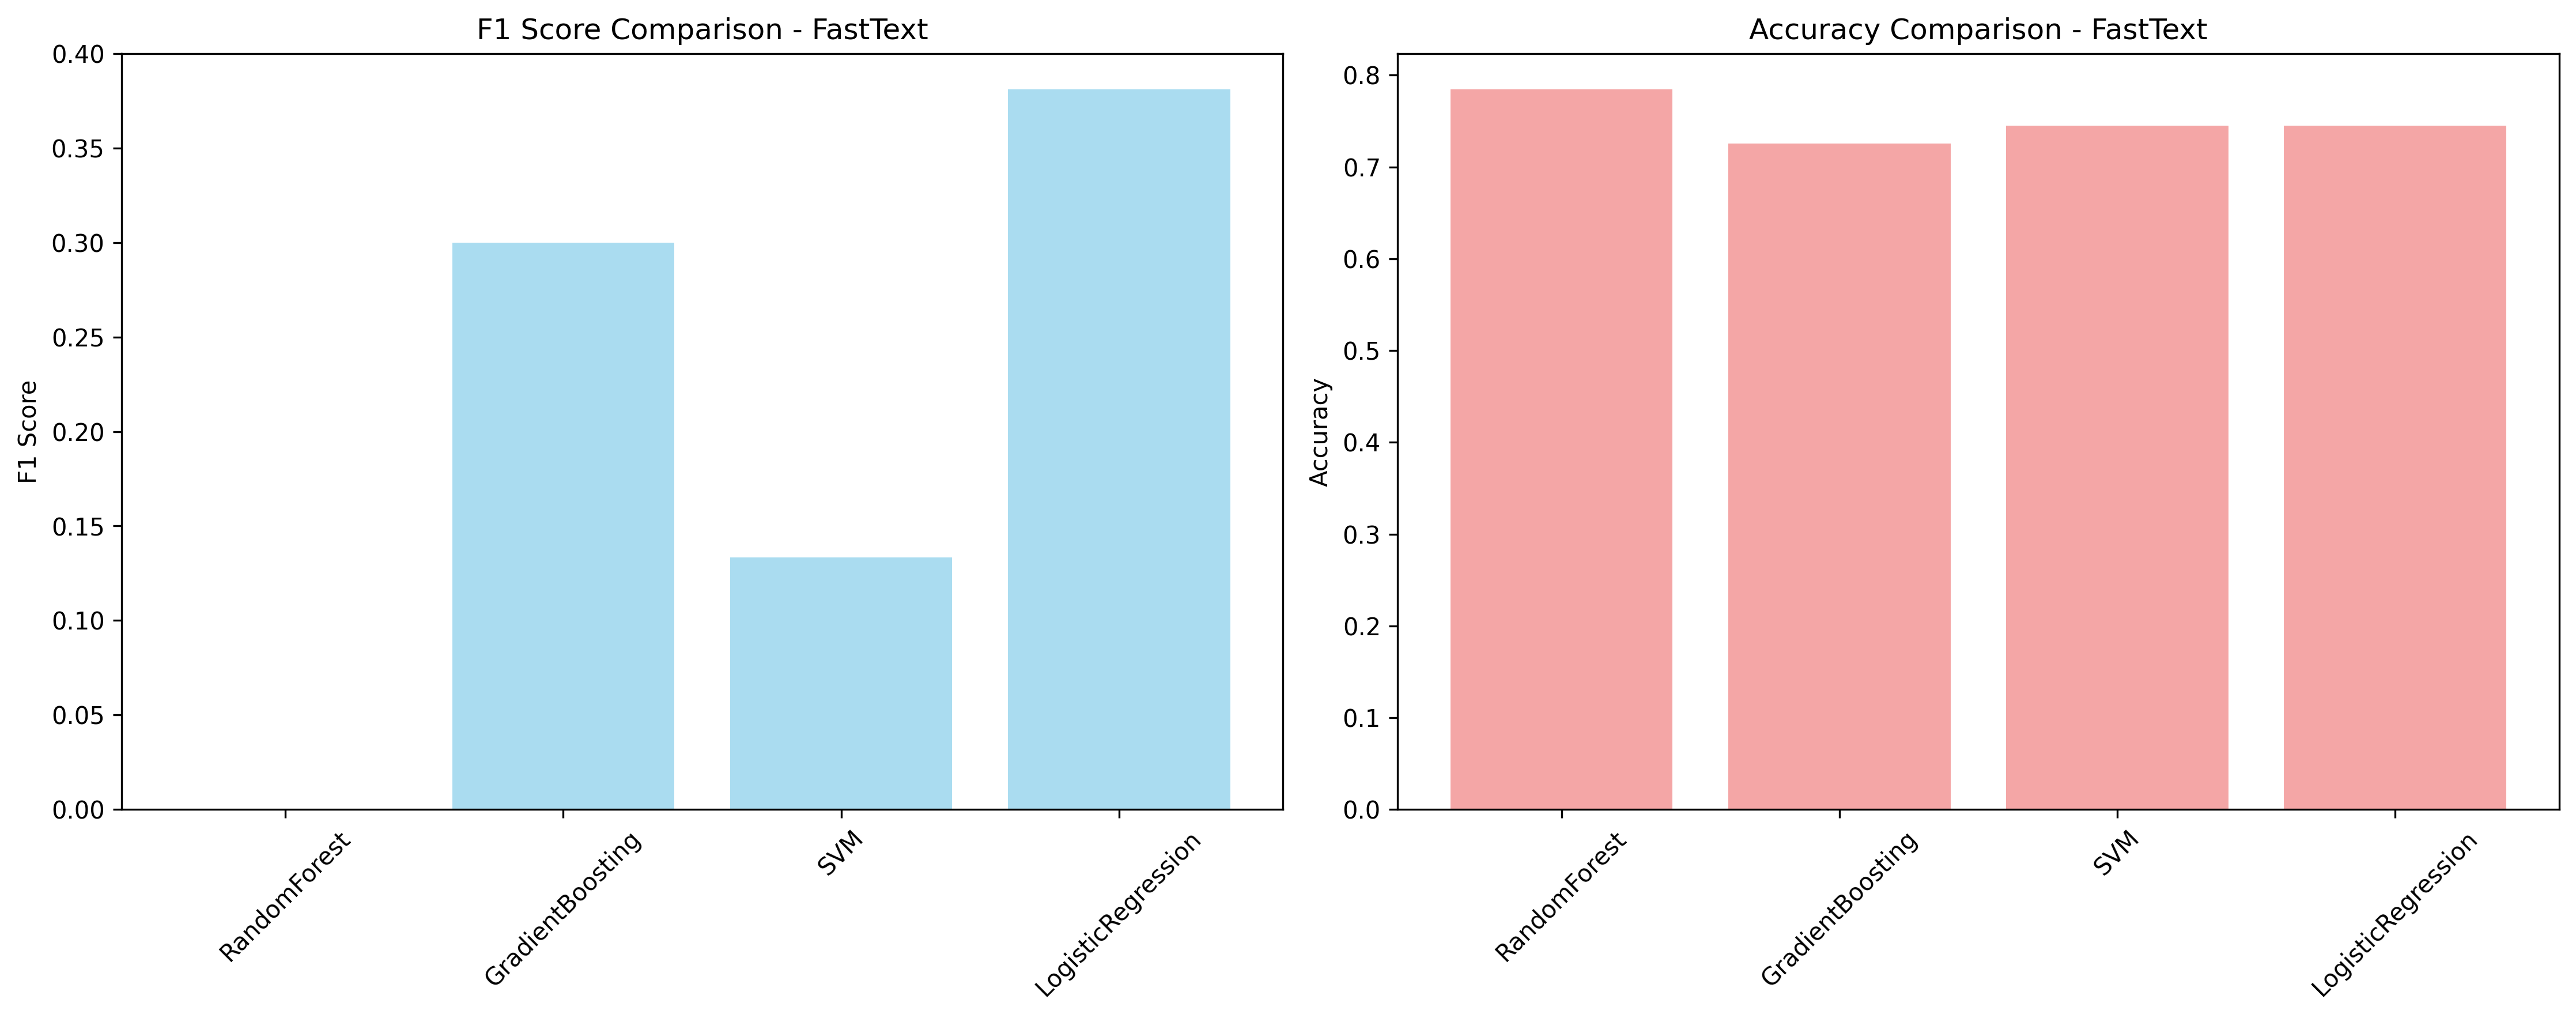 F1 Score Comparison - FastText
0.40
0.35
0.30
0.25
0.20
0.15
0.10
0.05
0.00
F1 Score
RandomForest
GradientBoosting
SVM
LogisticRegression
Accuracy Comparison - FastText
0.8
0.7
0.6
0.5
0.4
0.3
0.2
0.1
0.0
Accuracy
RandomForest
GradientBoosting
SVM
LogisticRegression